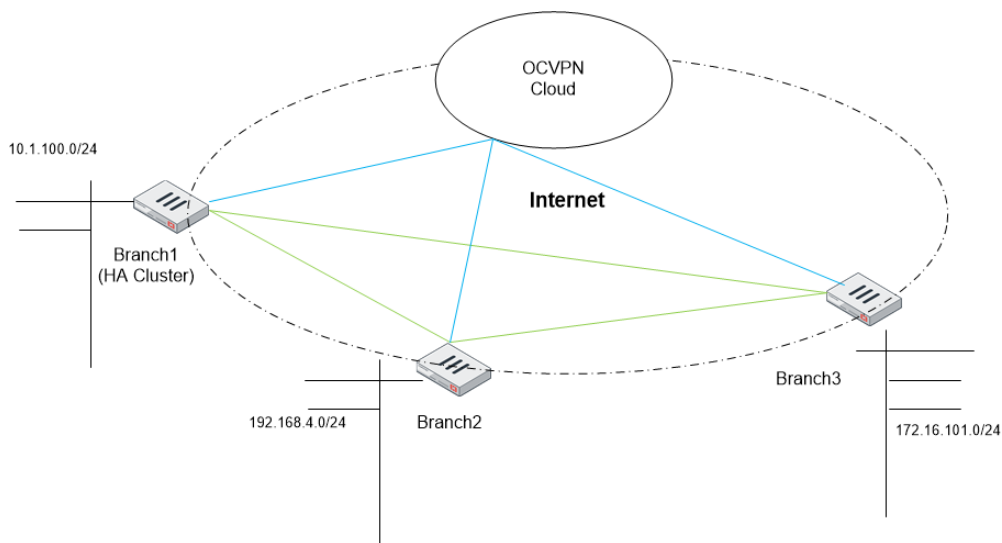 OCVPN
Cloud
10.1.100.0/24
Internet
Branch1
(HA Cluster)
Branch3
192.168.4.0/24
Branch2
172.16.101.0/24